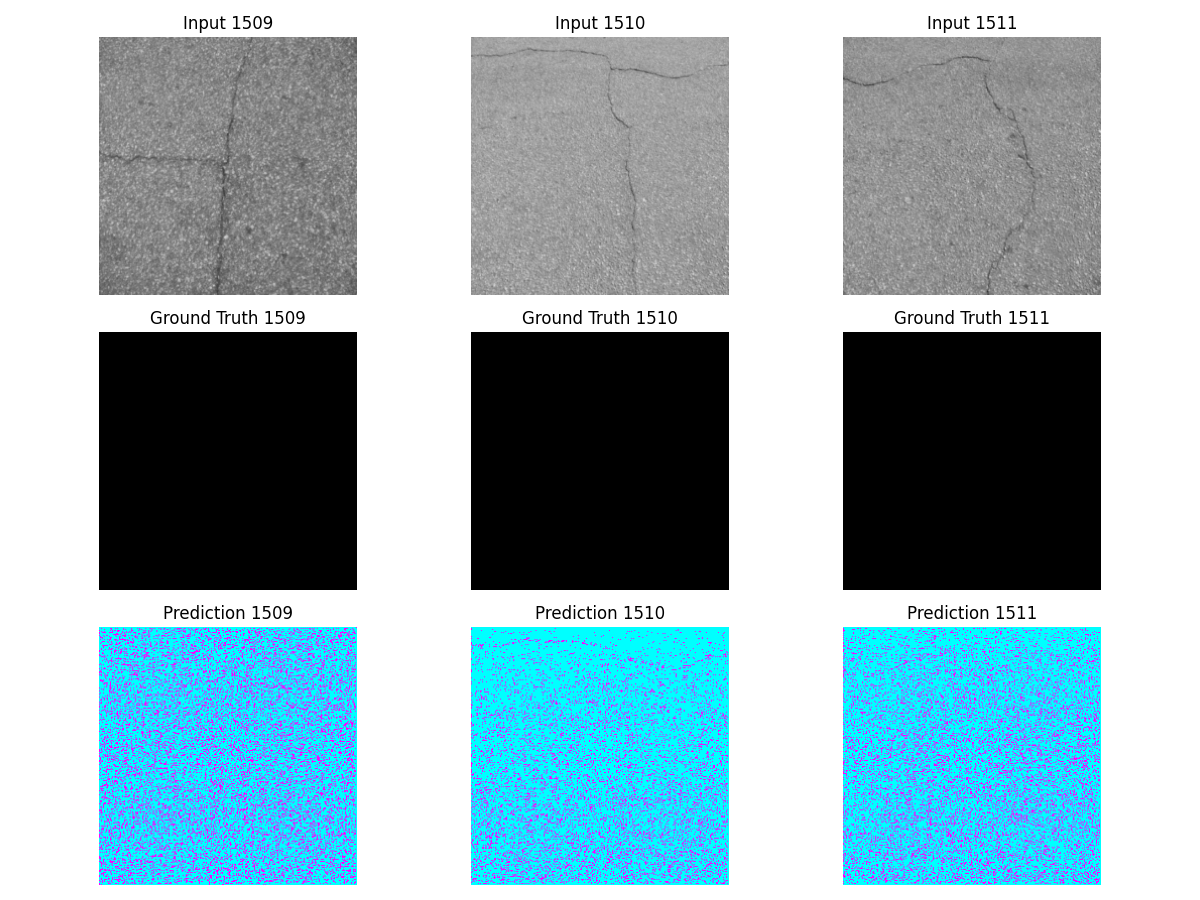 Input 1509
Input 1510
Input 1511
Ground Truth 1509
Ground Truth 1510
Ground Truth 1511
Prediction 1509
Prediction 1510
Prediction 1511